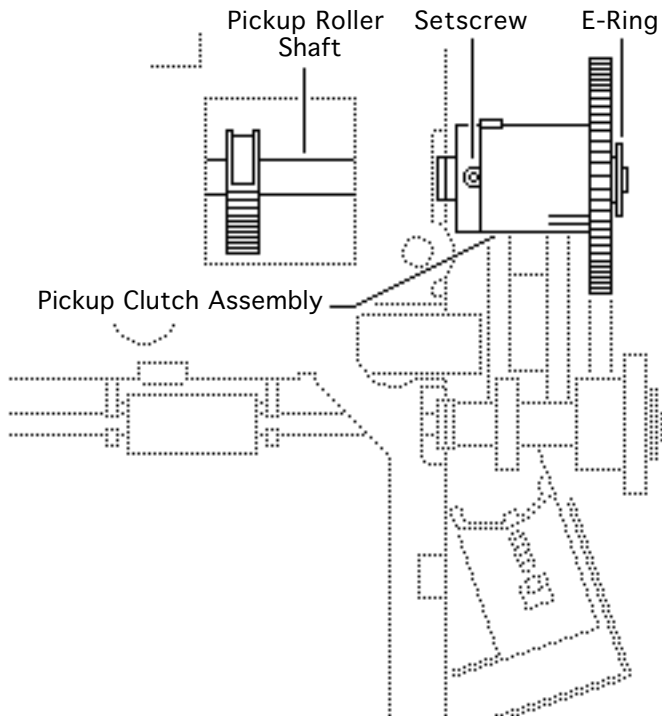 Pickup Roller
Shaft
Setscrew
E-Ring
Pickup Clutch Assembly